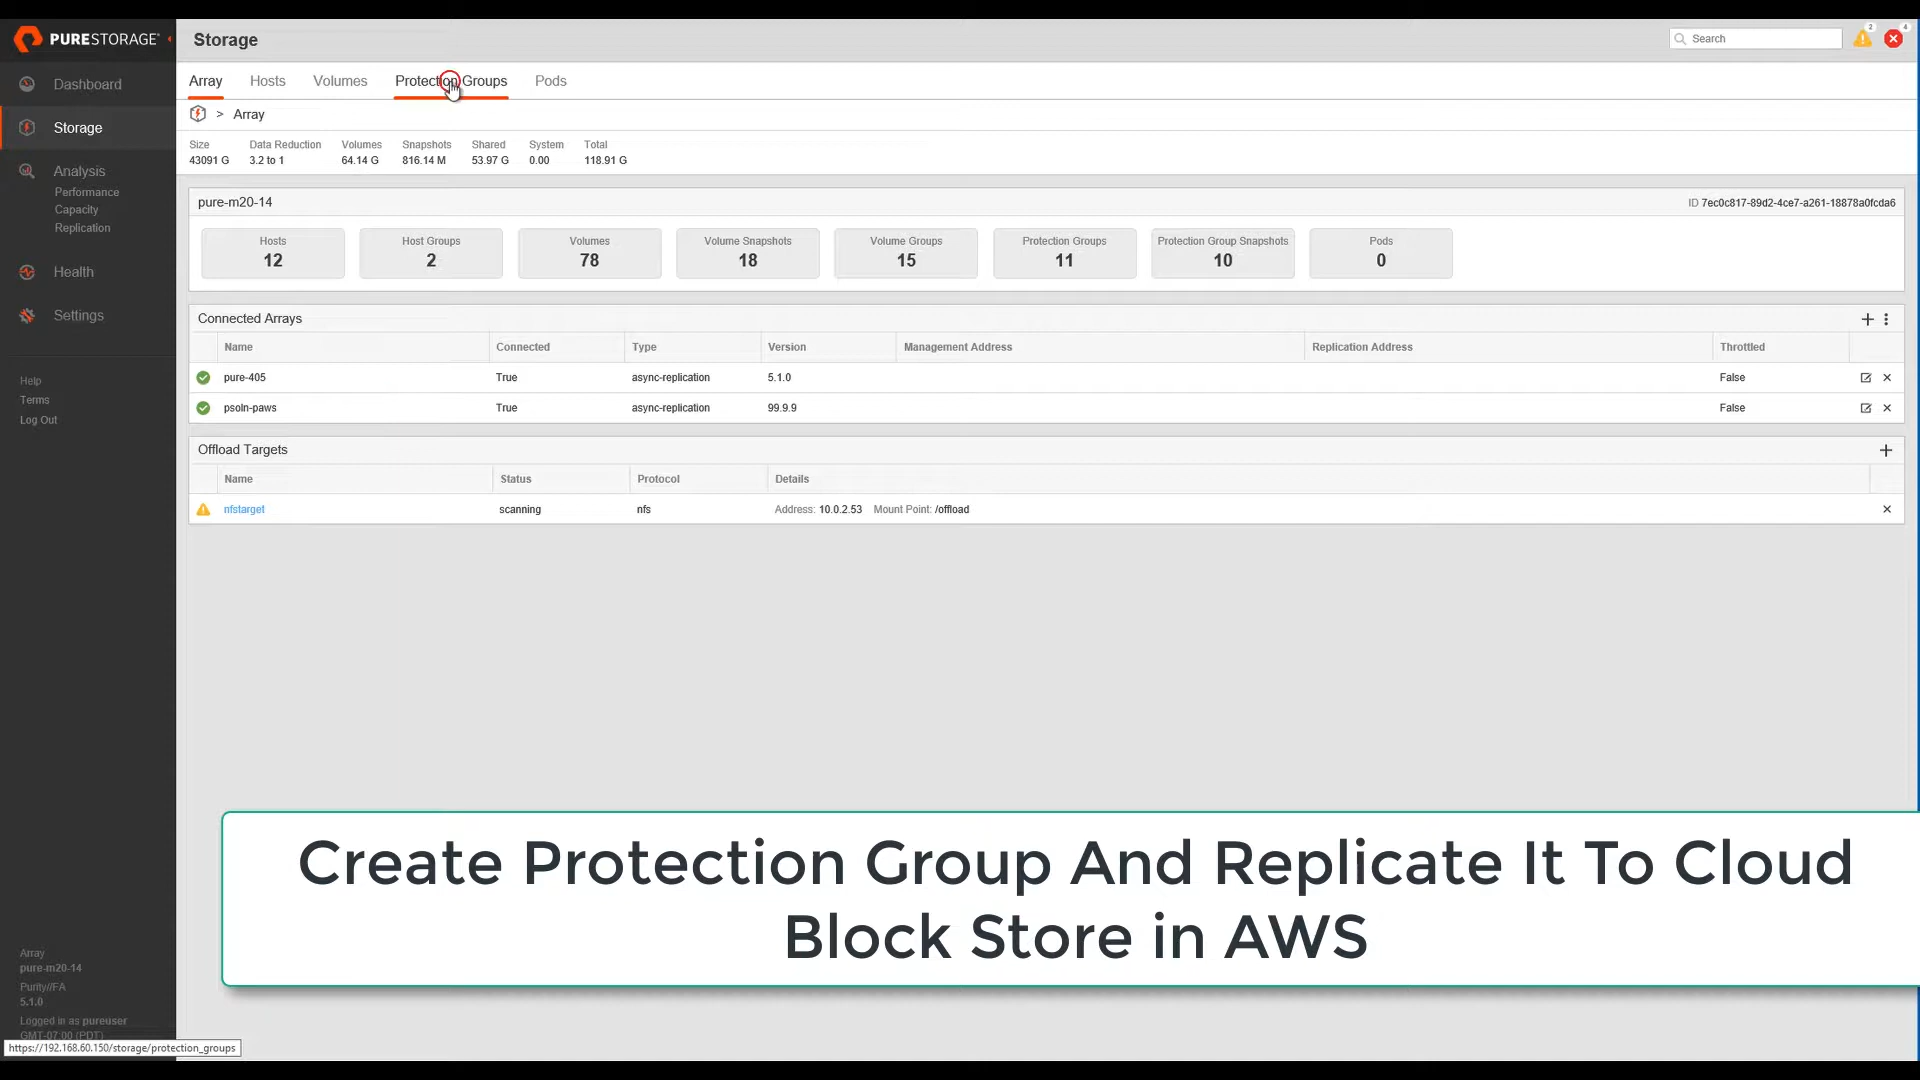 PURESTORAGE
Storage
Search
2
4
Dashboard
Storage
Analysis
Performance
Capacity
Replication
Health
Settings
Help
Terms
Log Out
Array Hosts Volumes Protection Groups Pods
> Array
Size Data Reduction Volumes Snapshots Shared System Total
43091 G 3.2 to 1 64.14 G 816.14 M 53.97 G 0.00 118.91 G
pure-m20-14 ID 7ec0c817-89d2-4ce7-a261-18878a0fcda6
Hosts Host Groups Volumes Volume Snapshots Volume Groups Protection Groups Protection Group Snapshots Pods
12 2 78 18 15 11 10 0
Connected Arrays
Name Connected Type Version Management Address Replication Address Throttled
pure-405 True async-replication 5.1.0 False
psoln-paws True async-replication 99.9.9 False
Offload Targets
Name Status Protocol Details
nfstarget scanning nfs Address: 10.0.2.53 Mount Point: /offload
Create Protection Group And Replicate It To Cloud
Block Store in AWS
Array
pure-m20-14
Purity//FA
5.1.0
Logged in as pureuser
GMT-07:00 (PDT)
https://192.168.60.150/storage/protection_groups